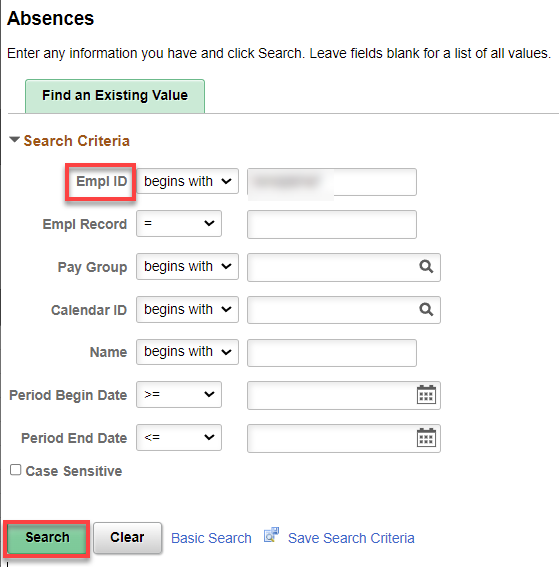 Absences
Enter any information you have and click Search. Leave fields blank for a list of all values.
Find an Existing Value
Search Criteria
Empl ID begins with
Empl Record =
Pay Group begins with
Calendar ID begins with
Name begins with
Period Begin Date >=
Period End Date <=
Case Sensitive
Search Clear Basic Search Save Search Criteria